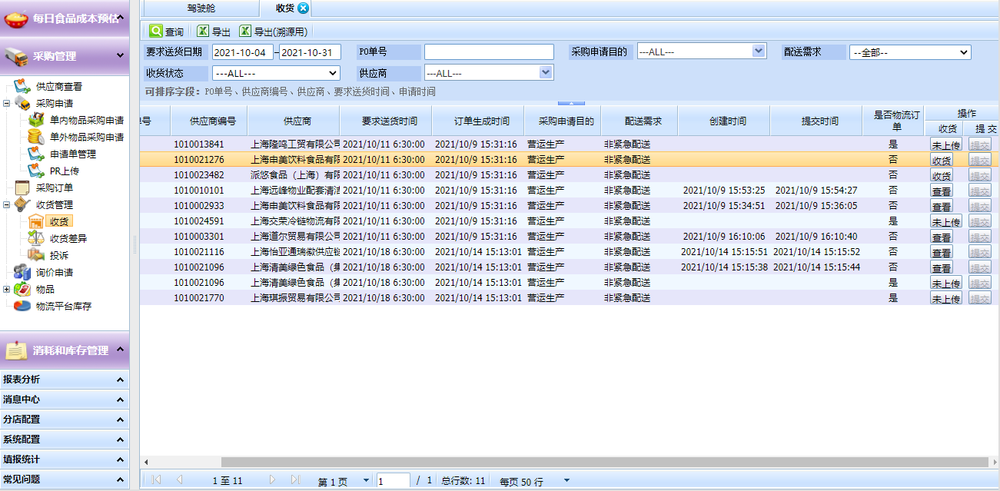 每日食品成本预估
采购管理
供应商查看
采购申请
单内物品采购申请
单外物品采购申请
申请单管理
PR上传
采购订单
收货管理
收货
收货差异
投诉
询价申请
物品
物流平台库存
消耗和库存管理
报表分析
消息中心
分店配置
系统配置
填报统计
常见问题
驾驶舱 收货
查询 导出 导出(溯源用)
要求送货日期 2021-10-04 - 2021-10-31 PO单号 采购申请目的 ---ALL--- 配送需求 --全部--
收货状态 ---ALL--- 供应商 ---ALL---
可排序字段：PO单号、供应商编号、供应商、要求送货时间、申请时间
单号 供应商编号 供应商 要求送货时间 订单生成时间 采购申请目的 配送需求 创建时间 提交时间 是否物流订单 操作
收货 提交
1010013841 上海隆鸣工贸有限公司 2021/10/11 6:30:00 2021/10/9 15:31:16 营运生产 非紧急配送 是 未上传 提交
1010021276 上海申美饮料食品有限 2021/10/11 6:30:00 2021/10/9 15:31:16 营运生产 非紧急配送 否 收货 提交
1010023482 派悠食品（上海）有限 2021/10/11 6:30:00 2021/10/9 15:31:16 营运生产 非紧急配送 否 收货 提交
1010010101 上海远峰物业配套清洁 2021/10/11 6:30:00 2021/10/9 15:31:16 营运生产 非紧急配送 2021/10/9 15:53:25 2021/10/9 15:54:27 否 查看 提交
1010002933 上海申美饮料食品有限 2021/10/11 6:30:00 2021/10/9 15:31:16 营运生产 非紧急配送 2021/10/9 15:34:51 2021/10/9 15:36:05 否 查看 提交
1010024591 上海交荣冷链物流有限 2021/10/11 6:30:00 2021/10/9 15:31:16 营运生产 非紧急配送 是 未上传 提交
1010003301 上海道尔贸易有限公司 2021/10/11 6:30:00 2021/10/9 15:31:16 营运生产 非紧急配送 2021/10/9 16:10:06 2021/10/9 16:10:40 否 查看 提交
1010021116 上海怡亚通瑞徽供应链 2021/10/18 6:30:00 2021/10/14 15:13:01 营运生产 非紧急配送 2021/10/14 15:15:51 2021/10/14 15:15:52 否 查看 提交
1010021096 上海清美绿色食品（集 2021/10/18 6:30:00 2021/10/14 15:13:01 营运生产 非紧急配送 2021/10/14 15:15:38 2021/10/14 15:15:44 否 查看 提交
1010021096 上海清美绿色食品（集 2021/10/18 6:30:00 2021/10/14 15:13:01 营运生产 非紧急配送 是 未上传 提交
1010021770 上海琪振贸易有限公司 2021/10/18 6:30:00 2021/10/14 15:13:01 营运生产 非紧急配送 是 未上传 提交
1 至 11 第 1 页 1 / 1 总行数: 11 每页 50 行